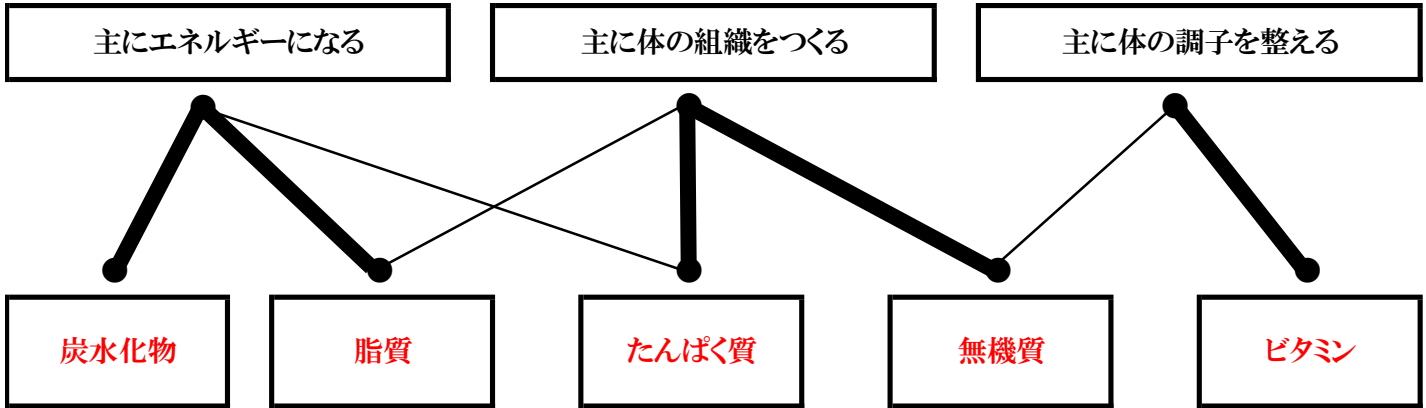 主にエネルギーになる
主に体の組織をつくる
主に体の調子を整える
炭水化物
脂質
たんぱく質
無機質
ビタミン